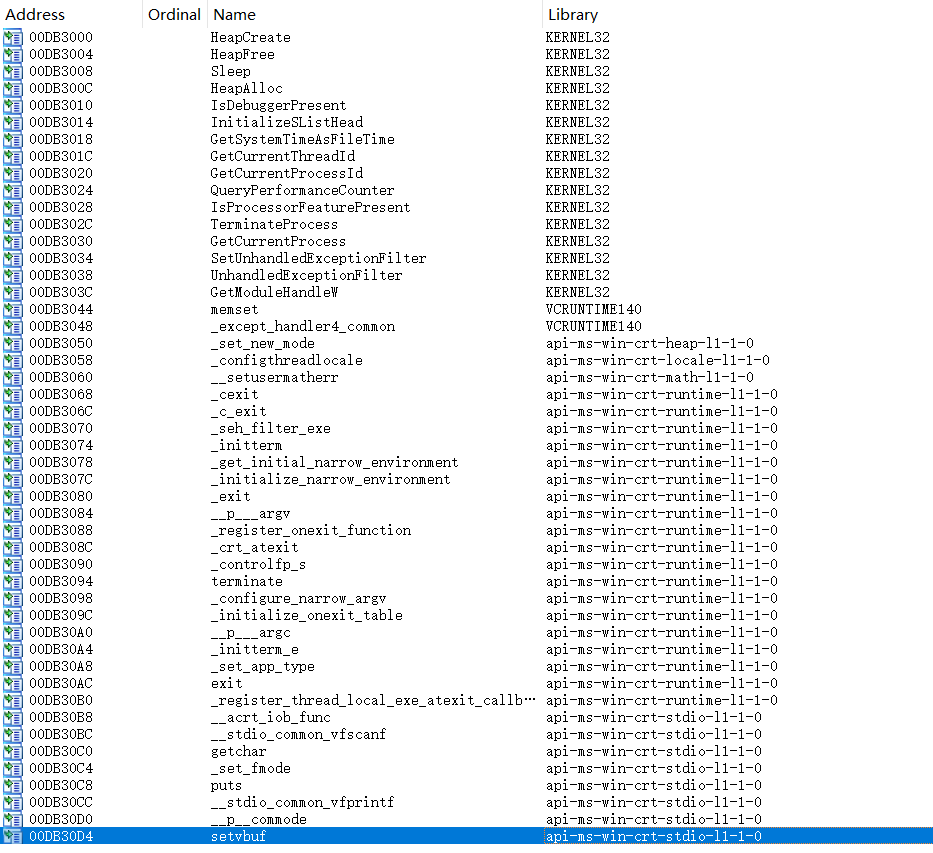 Address Ordinal Name Library
00DB3000 HeapCreate KERNEL32
00DB3004 HeapFree KERNEL32
00DB3008 Sleep KERNEL32
00DB300C HeapAlloc KERNEL32
00DB3010 IsDebuggerPresent KERNEL32
00DB3014 InitializeSListHead KERNEL32
00DB3018 GetSystemTimeAsFileTime KERNEL32
00DB301C GetCurrentThreadId KERNEL32
00DB3020 GetCurrentProcessId KERNEL32
00DB3024 QueryPerformanceCounter KERNEL32
00DB3028 IsProcessorFeaturePresent KERNEL32
00DB302C TerminateProcess KERNEL32
00DB3030 GetCurrentProcess KERNEL32
00DB3034 SetUnhandledExceptionFilter KERNEL32
00DB3038 UnhandledExceptionFilter KERNEL32
00DB303C GetModuleHandleW KERNEL32
00DB3044 memset VCRUNTIME140
00DB3048 _except_handler4_common VCRUNTIME140
00DB3050 _set_new_mode api-ms-win-crt-heap-l1-1-0
00DB3058 _configthreadlocale api-ms-win-crt-locale-l1-1-0
00DB3060 __setusermatherr api-ms-win-crt-math-l1-1-0
00DB3068 _cexit api-ms-win-crt-runtime-l1-1-0
00DB306C _c_exit api-ms-win-crt-runtime-l1-1-0
00DB3070 _seh_filter_exe api-ms-win-crt-runtime-l1-1-0
00DB3074 _initterm api-ms-win-crt-runtime-l1-1-0
00DB3078 _get_initial_narrow_environment api-ms-win-crt-runtime-l1-1-0
00DB307C _initialize_narrow_environment api-ms-win-crt-runtime-l1-1-0
00DB3080 _exit api-ms-win-crt-runtime-l1-1-0
00DB3084 __p___argv api-ms-win-crt-runtime-l1-1-0
00DB3088 _register_onexit_function api-ms-win-crt-runtime-l1-1-0
00DB308C _crt_atexit api-ms-win-crt-runtime-l1-1-0
00DB3090 _controlfp_s api-ms-win-crt-runtime-l1-1-0
00DB3094 terminate api-ms-win-crt-runtime-l1-1-0
00DB3098 _configure_narrow_argv api-ms-win-crt-runtime-l1-1-0
00DB309C _initialize_onexit_table api-ms-win-crt-runtime-l1-1-0
00DB30A0 __p___argc api-ms-win-crt-runtime-l1-1-0
00DB30A4 _initterm_e api-ms-win-crt-runtime-l1-1-0
00DB30A8 _set_app_type api-ms-win-crt-runtime-l1-1-0
00DB30AC exit api-ms-win-crt-runtime-l1-1-0
00DB30B0 _register_thread_local_exe_atexit_callb… api-ms-win-crt-runtime-l1-1-0
00DB30B8 __acrt_iob_func api-ms-win-crt-stdio-l1-1-0
00DB30BC __stdio_common_vfscanf api-ms-win-crt-stdio-l1-1-0
00DB30C0 getchar api-ms-win-crt-stdio-l1-1-0
00DB30C4 _set_fmode api-ms-win-crt-stdio-l1-1-0
00DB30C8 puts api-ms-win-crt-stdio-l1-1-0
00DB30CC __stdio_common_vfprintf api-ms-win-crt-stdio-l1-1-0
00DB30D0 __p__commode api-ms-win-crt-stdio-l1-1-0
00DB30D4 setvbuf api-ms-win-crt-stdio-l1-1-0